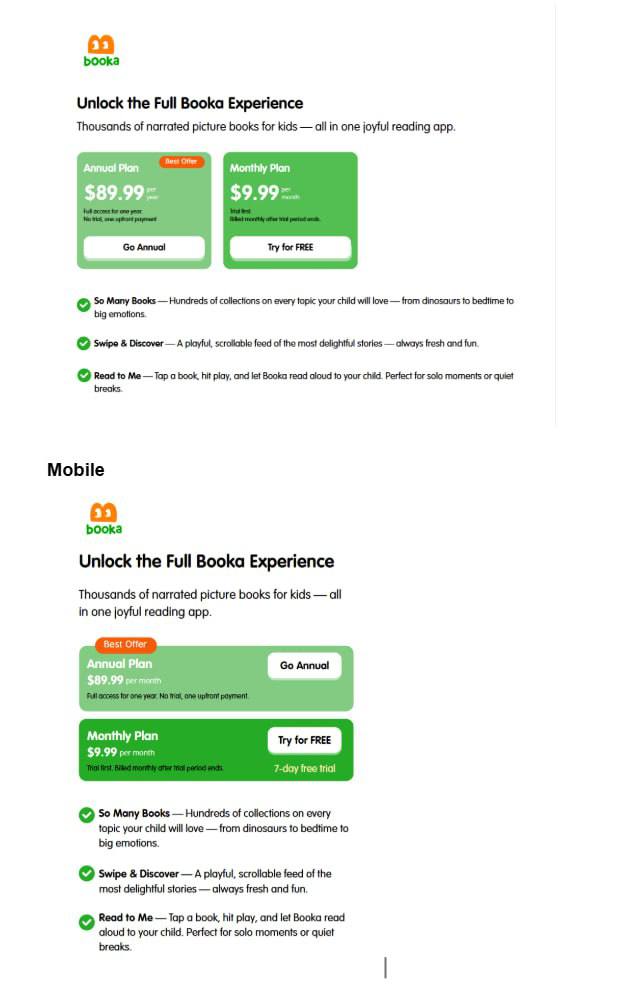 booka
Unlock the Full Booka Experience
Thousands of narrated picture books for kids — all in one joyful reading app.
Best Offer
Annual Plan
$89.99 per year
Full access for one year.
No trial, one upfront payment
Go Annual
Monthly Plan
$9.99 per month
Trial first.
Billed monthly after trial period ends.
Try for FREE
So Many Books — Hundreds of collections on every topic your child will love — from dinosaurs to bedtime to
big emotions.
Swipe & Discover — A playful, scrollable feed of the most delightful stories — always fresh and fun.
Read to Me — Tap a book, hit play, and let Booka read aloud to your child. Perfect for solo moments or quiet
breaks.
Mobile
booka
Unlock the Full Booka Experience
Thousands of narrated picture books for kids — all
in one joyful reading app.
Best Offer
Annual Plan
$89.99 per month
Full access for one year. No trial, one upfront payment.
Go Annual
Monthly Plan
$9.99 per month
Trial first. Billed monthly after trial period ends.
Try for FREE
7-day free trial
So Many Books — Hundreds of collections on every
topic your child will love — from dinosaurs to bedtime to
big emotions.
Swipe & Discover — A playful, scrollable feed of the
most delightful stories — always fresh and fun.
Read to Me — Tap a book, hit play, and let Booka read
aloud to your child. Perfect for solo moments or quiet
breaks.